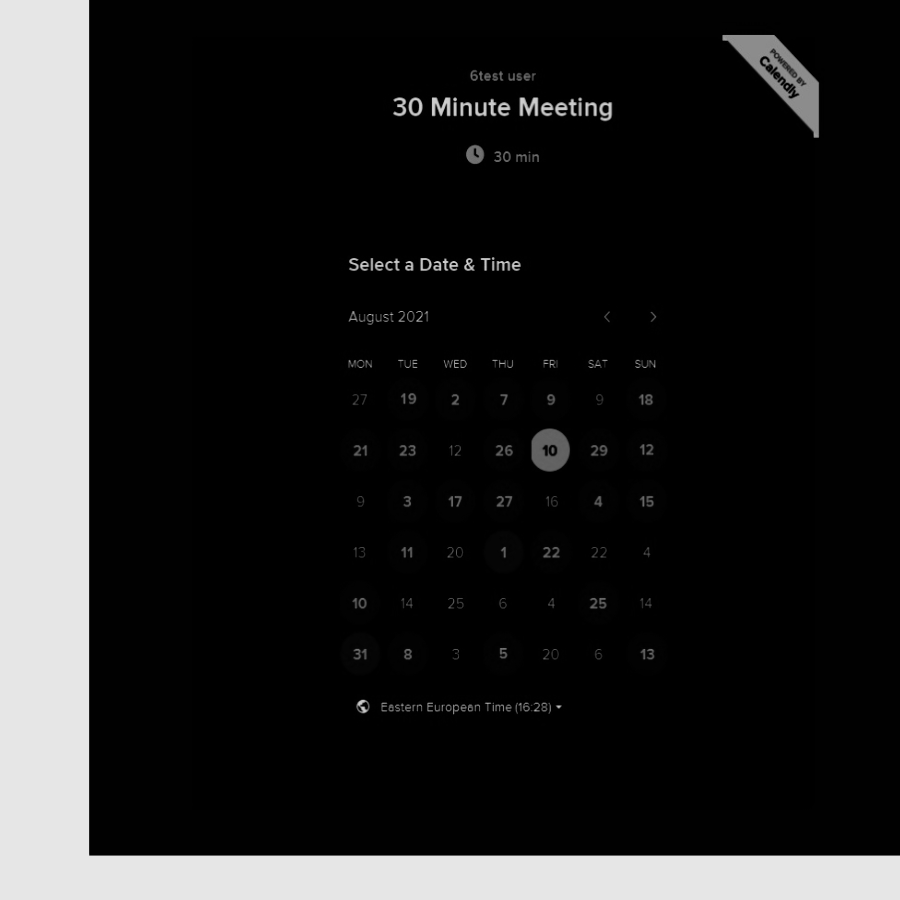 POWERED BY
Calendly
6test user
30 Minute Meeting
30 min
Select a Date & Time
August 2021
MON TUE WED THU FRI SAT SUN
27 19 2 7 9 9 18
21 23 12 26 10 29 12
9 3 17 27 16 4 15
13 11 20 1 22 22 4
10 14 25 6 4 25 14
31 8 3 5 20 6 13
Eastern European Time (16:28)